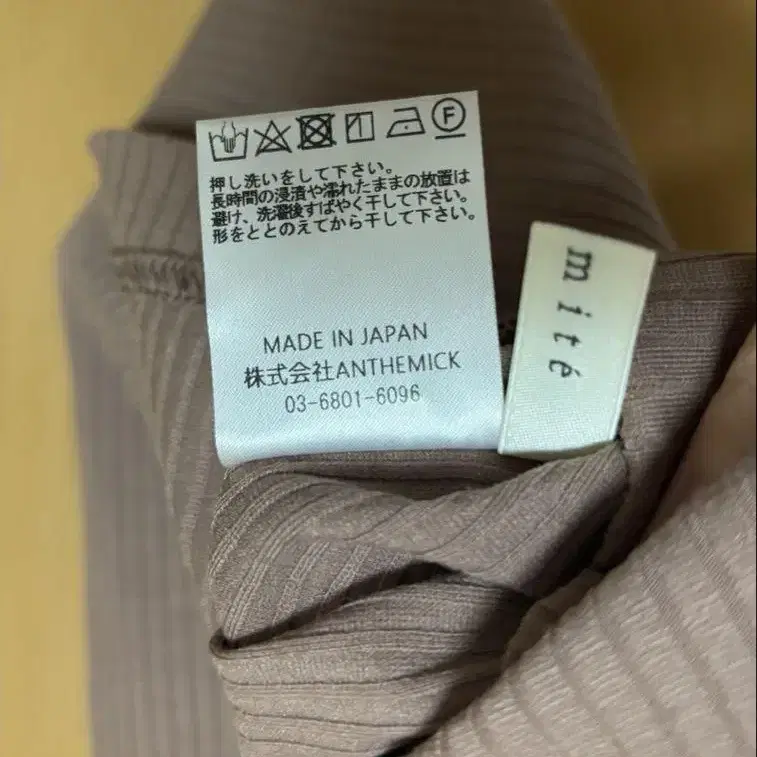 F
押し洗いをして下さい。
長時間の浸漬や濡れたままの放置は
避け、洗濯後すばやく干して下さい。
形をととのえてから干して下さい。
MADE IN JAPAN
株式会社ANTHEMICK
03-6801-6096
mité